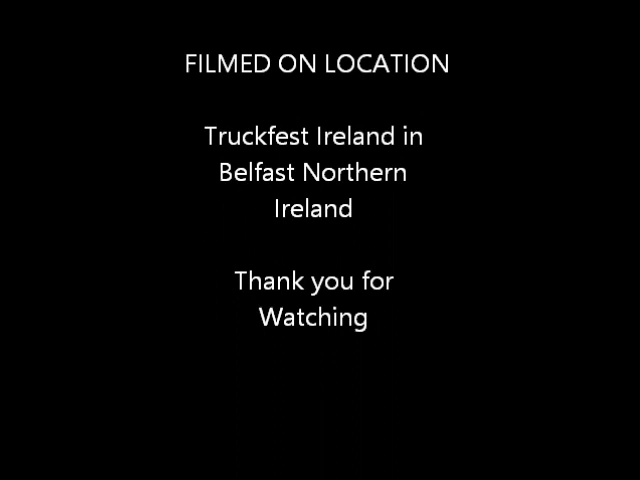 FILMED ON LOCATION
Truckfest Ireland in
Belfast Northern
Ireland
Thank you for
Watching